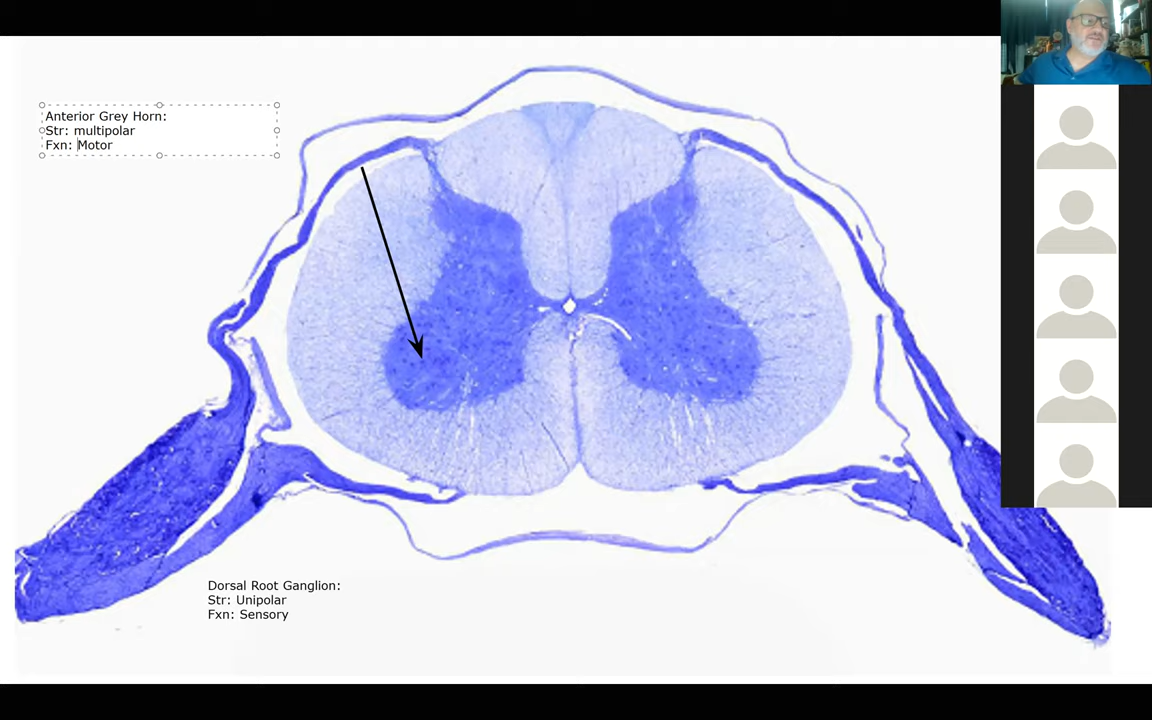 Anterior Grey Horn:
Str: multipolar
Fxn: Motor
Dorsal Root Ganglion:
Str: Unipolar
Fxn: Sensory